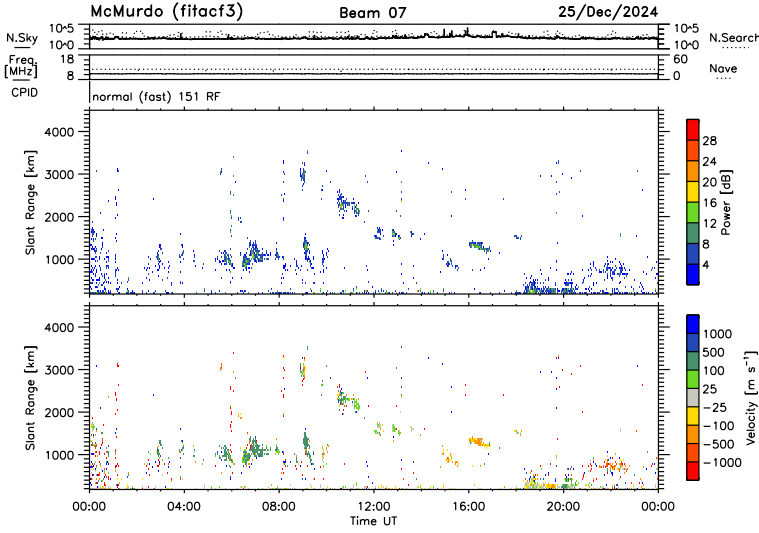 McMurdo (fitacf3) Beam 07 25/Dec/2024
N.Sky 10^5 10^0 10^5 10^0 N.Search
Freq. [MHz] 18 8 60 0 Nave
CPID normal (fast) 151 RF
Slant Range [km]
4000
3000
2000
1000
Power [dB]
28
24
20
16
12
8
4
Slant Range [km]
4000
3000
2000
1000
Velocity [m s⁻¹]
1000
500
100
25
−25
−100
−500
−1000
00:00 04:00 08:00 12:00 16:00 20:00 00:00
Time UT